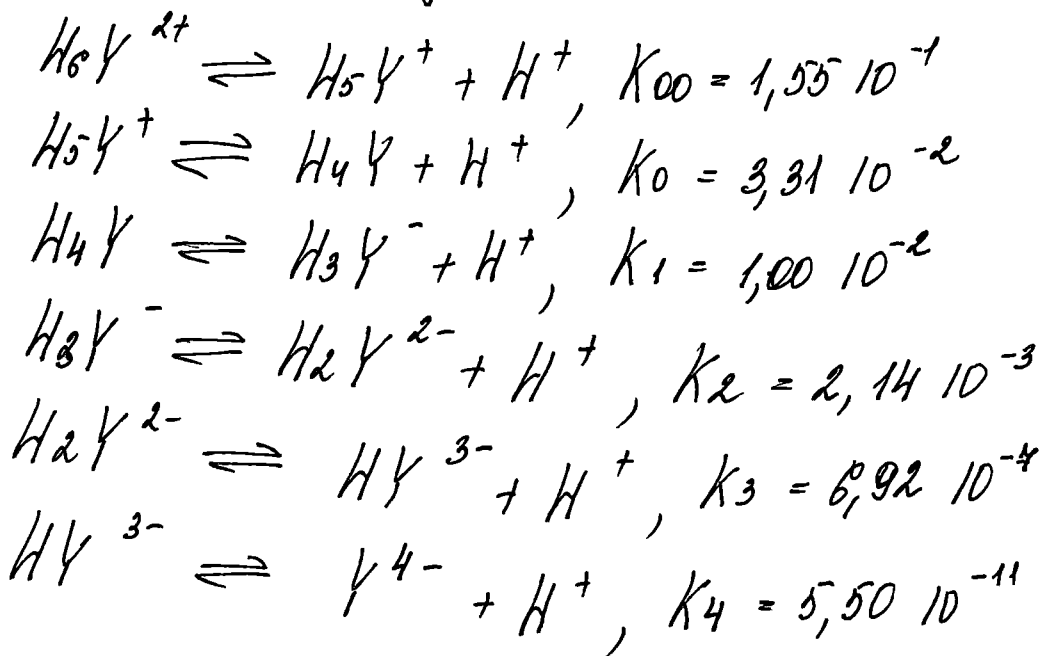 H₆Y²⁺ ⇌ H₅Y⁺ + H⁺, K₀₀ = 1,55 10⁻¹
H₅Y⁺ ⇌ H₄Y + H⁺, K₀ = 3,31 10⁻²
H₄Y ⇌ H₃Y⁻ + H⁺, K₁ = 1,00 10⁻²
H₃Y⁻ ⇌ H₂Y²⁻ + H⁺, K₂ = 2,14 10⁻³
H₂Y²⁻ ⇌ HY³⁻ + H⁺, K₃ = 6,92 10⁻⁷
HY³⁻ ⇌ Y⁴⁻ + H⁺, K₄ = 5,50 10⁻¹¹